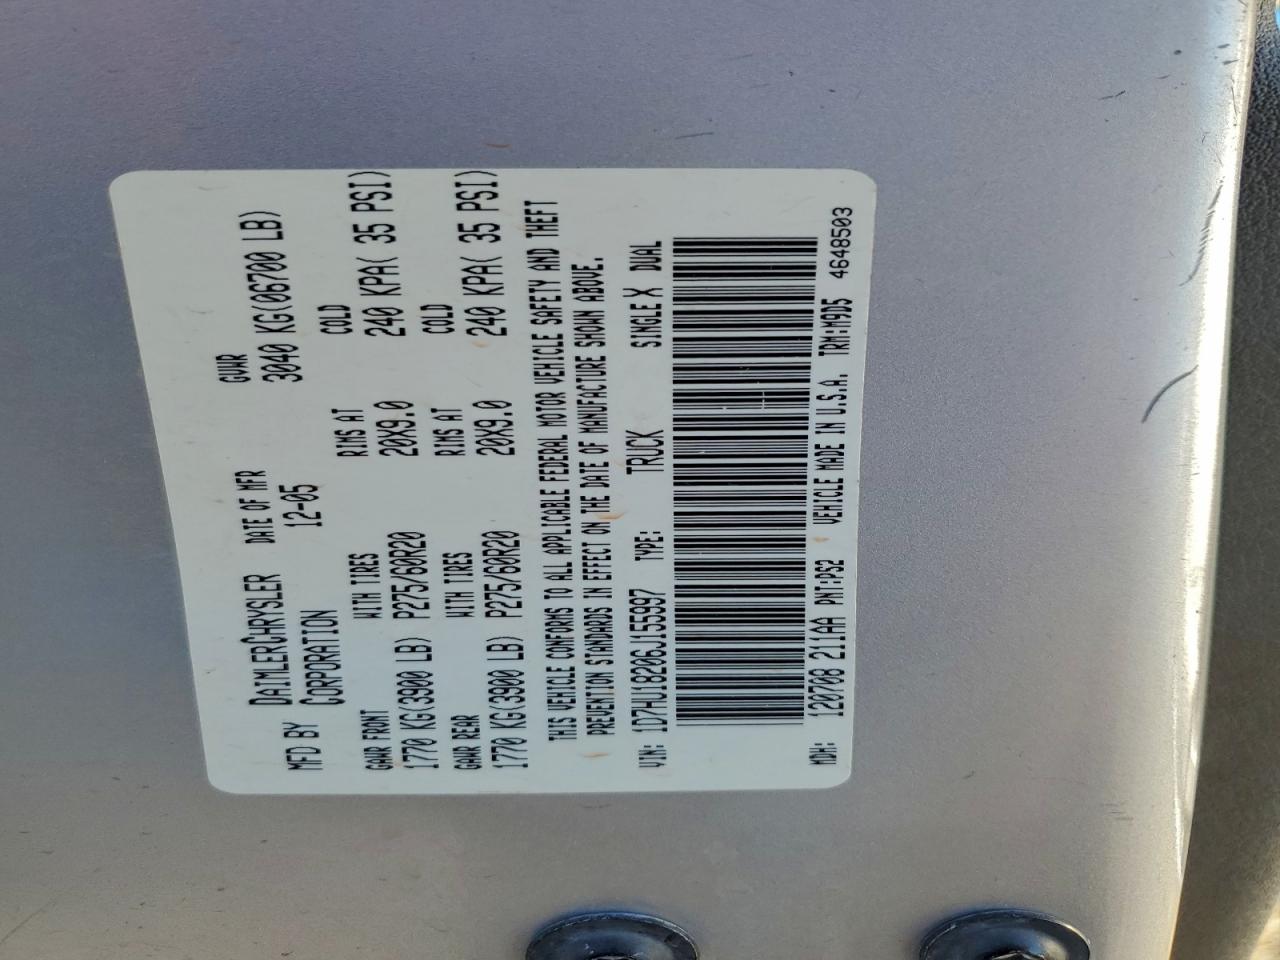 MFD BY DAIMLERCHRYSLER CORPORATION DATE OF MFR 12-05 GVWR 3040 KG(06700 LB)
GAWR FRONT WITH TIRES RIMS AT COLD
1770 KG(3900 LB) P275/60R20 20X9.0 240 KPA( 35 PSI)
GAWR REAR WITH TIRES RIMS AT COLD
1770 KG(3900 LB) P275/60R20 20X9.0 240 KPA( 35 PSI)
THIS VEHICLE CONFORMS TO ALL APPLICABLE FEDERAL MOTOR VEHICLE SAFETY AND THEFT
PREVENTION STANDARDS IN EFFECT ON THE DATE OF MANUFACTURE SHOWN ABOVE.
VIN: 1D7HU18206J155997 TYPE: TRUCK SINGLE X DUAL
MDH: 120708 211AA PNT:PS2 VEHICLE MADE IN U.S.A. TRM:M9D5 4648503